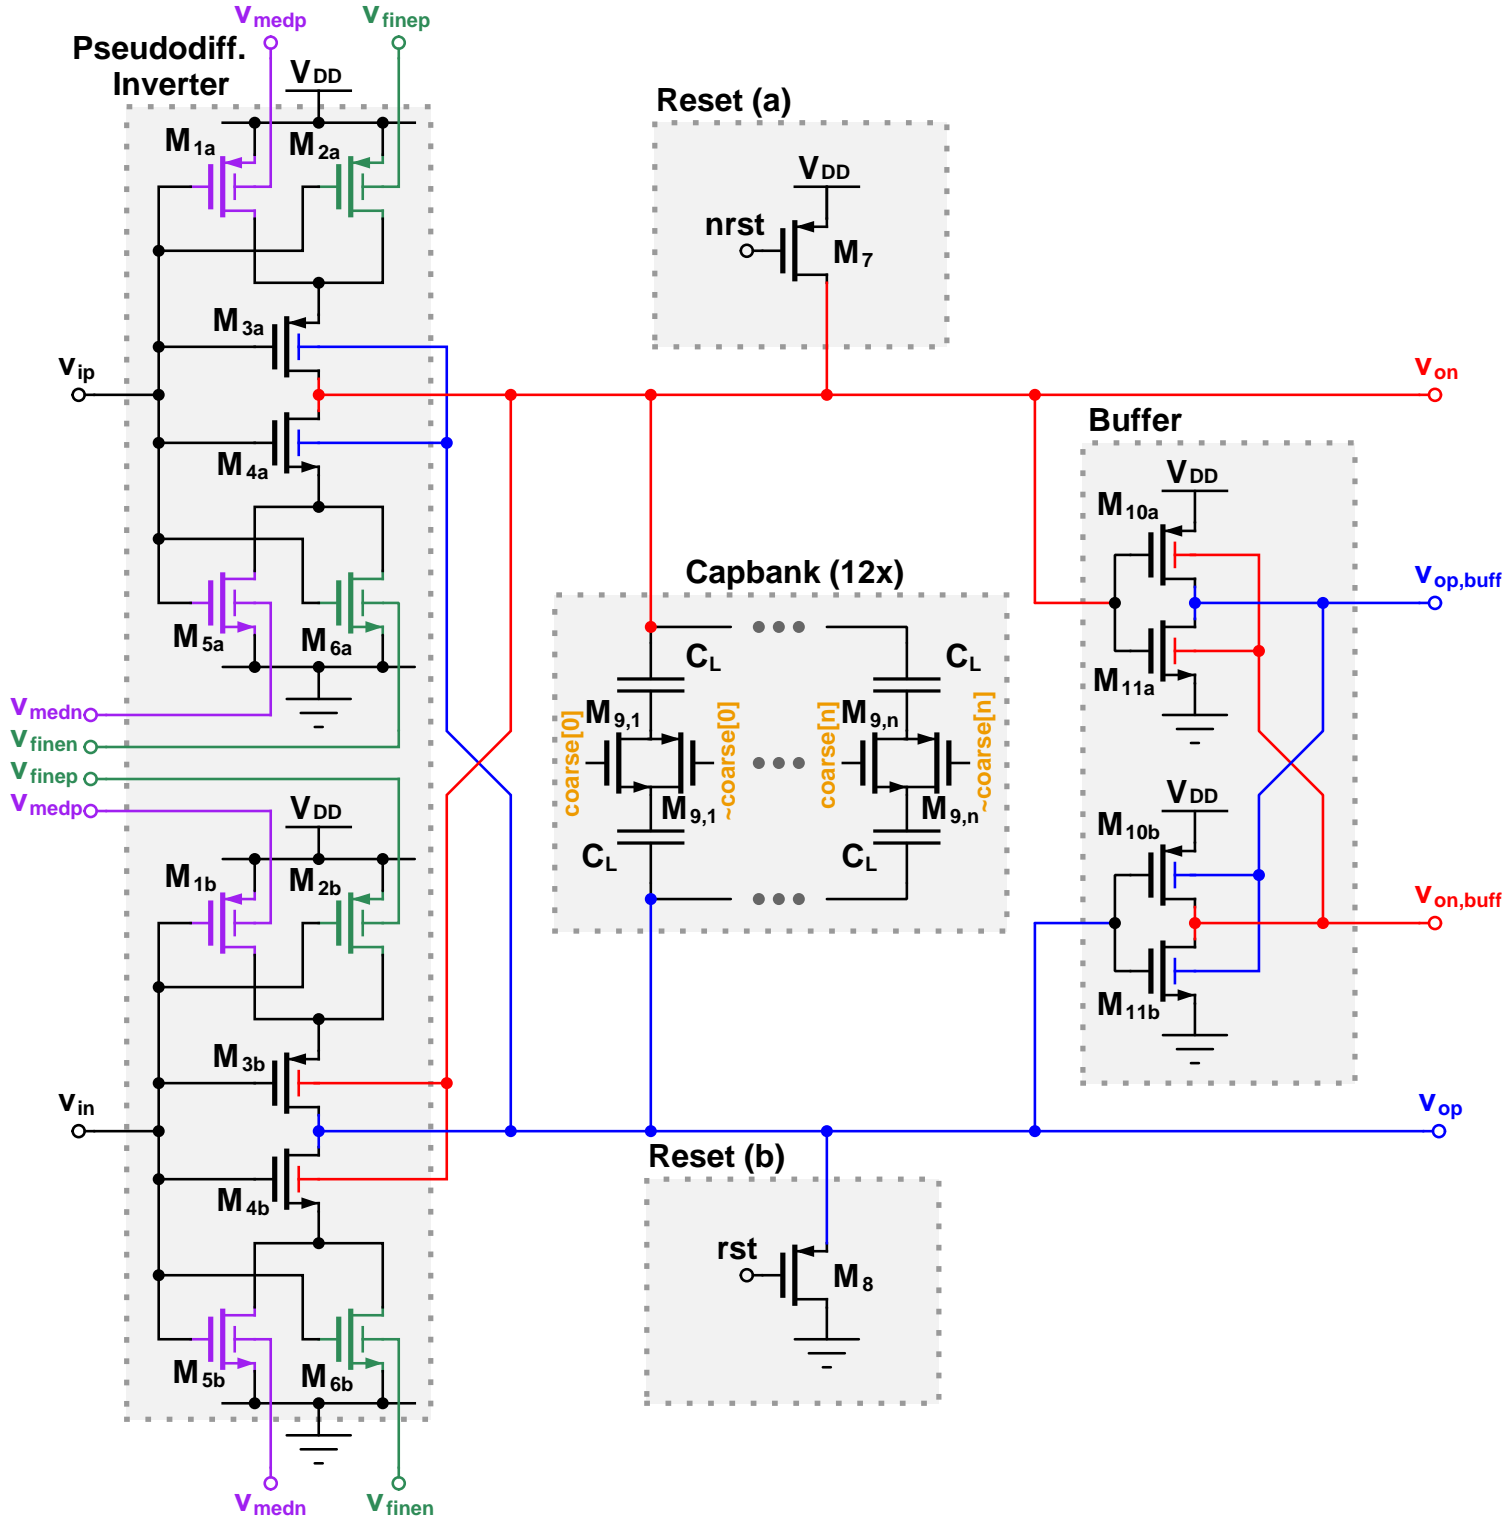 vmedp
vfinep
Pseudodiff.
Inverter
VDD
M1a
M2a
Reset (a)
VDD
nrst
M7
M3a
vip
von
M4a
Buffer
VDD
M10a
Capbank (12x)
vop,buff
M5a
M6a
CL
CL
M11a
vmedn
vfinen
M9,1
M9,n
coarse[0]
~coarse[0]
coarse[n]
~coarse[n]
vfinep
vmedp
VDD
M9,1
M9,n
VDD
M10b
CL
CL
M1b
M2b
von,buff
M11b
M3b
vin
vop
Reset (b)
M4b
rst
M8
M5b
M6b
vmedn
vfinen